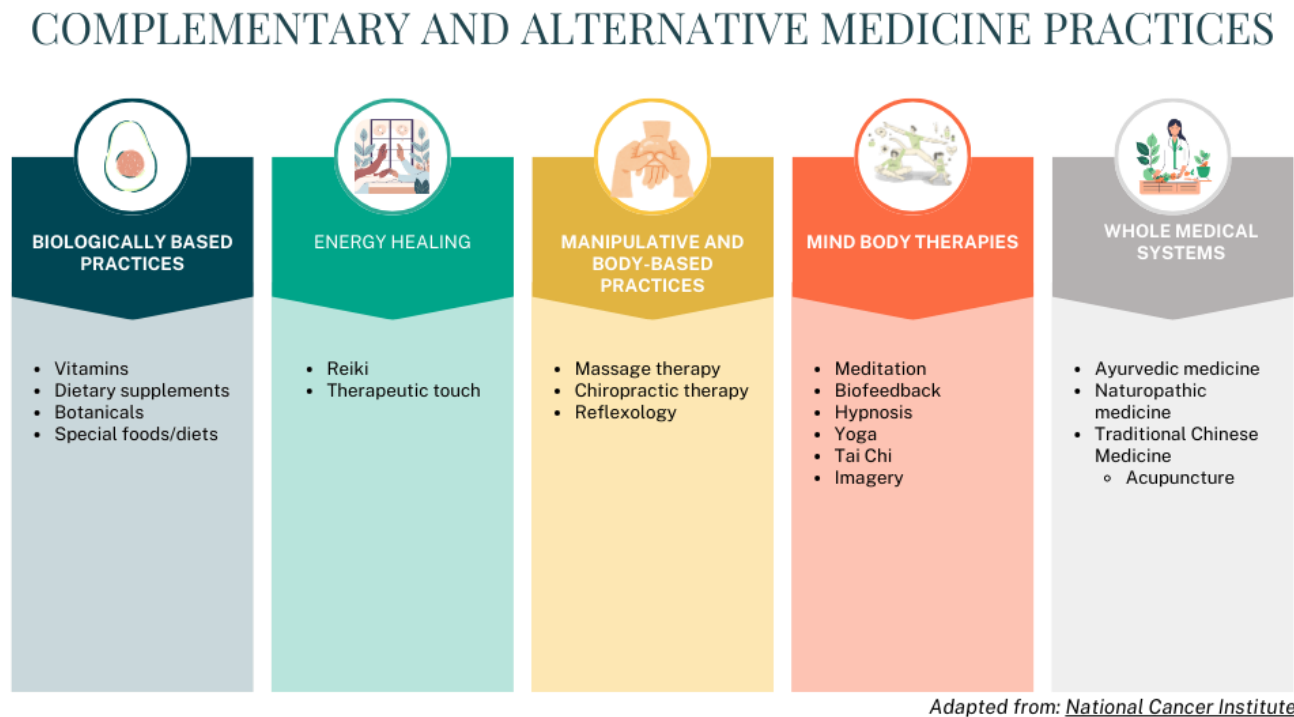 COMPLEMENTARY AND ALTERNATIVE MEDICINE PRACTICES
BIOLOGICALLY BASED
PRACTICES
• Vitamins
• Dietary supplements
• Botanicals
• Special foods/diets
ENERGY HEALING
• Reiki
• Therapeutic touch
MANIPULATIVE AND
BODY-BASED
PRACTICES
• Massage therapy
• Chiropractic therapy
• Reflexology
MIND BODY THERAPIES
• Meditation
• Biofeedback
• Hypnosis
• Yoga
• Tai Chi
• Imagery
WHOLE MEDICAL
SYSTEMS
• Ayurvedic medicine
• Naturopathic
medicine
• Traditional Chinese
Medicine
◦ Acupuncture
Adapted from: National Cancer Institute